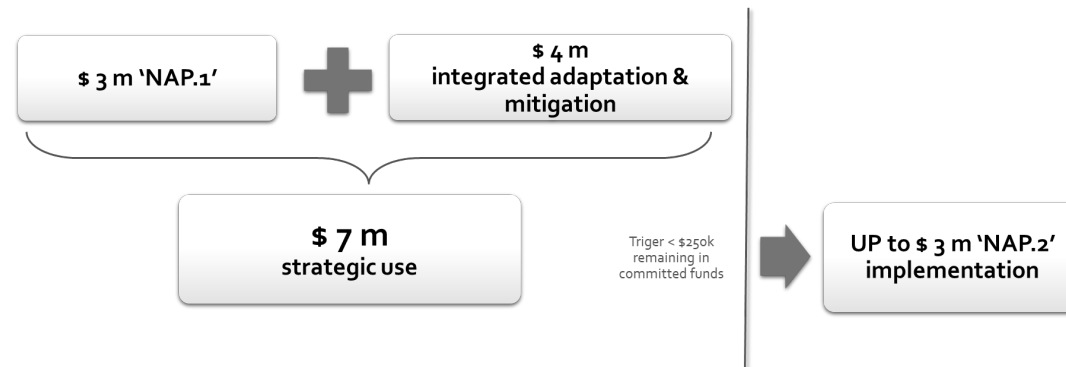 $ 3 m ‘NAP.1’
$ 4 m
integrated adaptation &
mitigation
$ 7 m
strategic use
Triger < $250k
remaining in
committed funds
UP to $ 3 m ‘NAP.2’
implementation